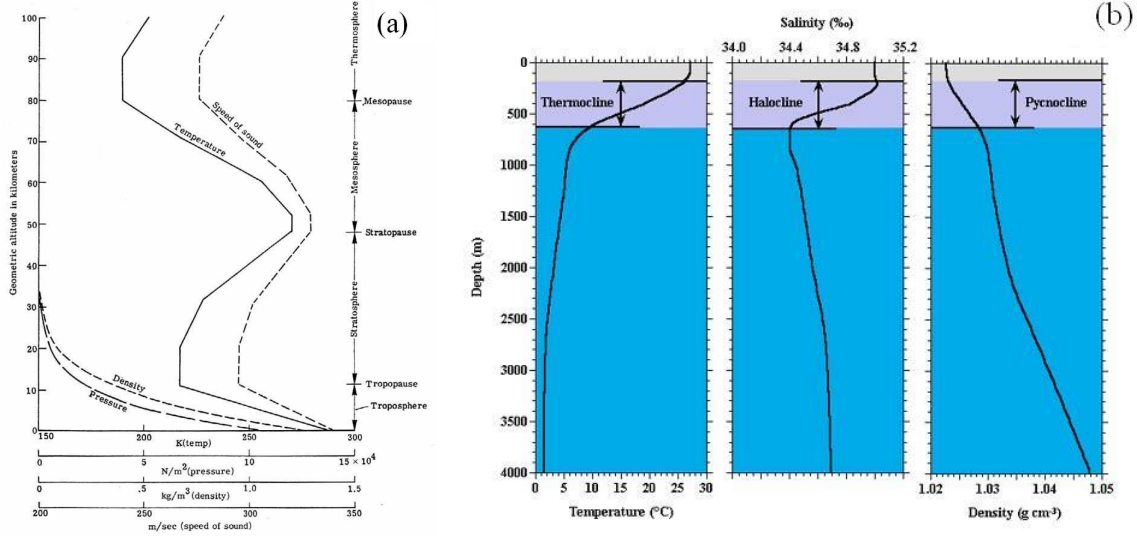 (a)
100
90
80
70
60
50
40
30
20
10
0
Geometric altitude in kilometers
Temperature
Speed of sound
Density
Pressure
Thermosphere
Mesopause
Mesosphere
Stratopause
Stratosphere
Tropopause
Troposphere
150 200 250 300
K(temp)
0 5 10 15 × 10⁴
N/m² (pressure)
0 .5 1.0 1.5
kg/m³ (density)
200 250 300 350
m/sec (speed of sound)
(b)
Salinity (‰)
34.0 34.4 34.8 35.2
0
500
1000
1500
2000
2500
3000
3500
4000
Depth (m)
Thermocline
Halocline
Pycnocline
0 5 10 15 20 25 30
Temperature (°C)
1.02 1.03 1.04 1.05
Density (g cm⁻³)